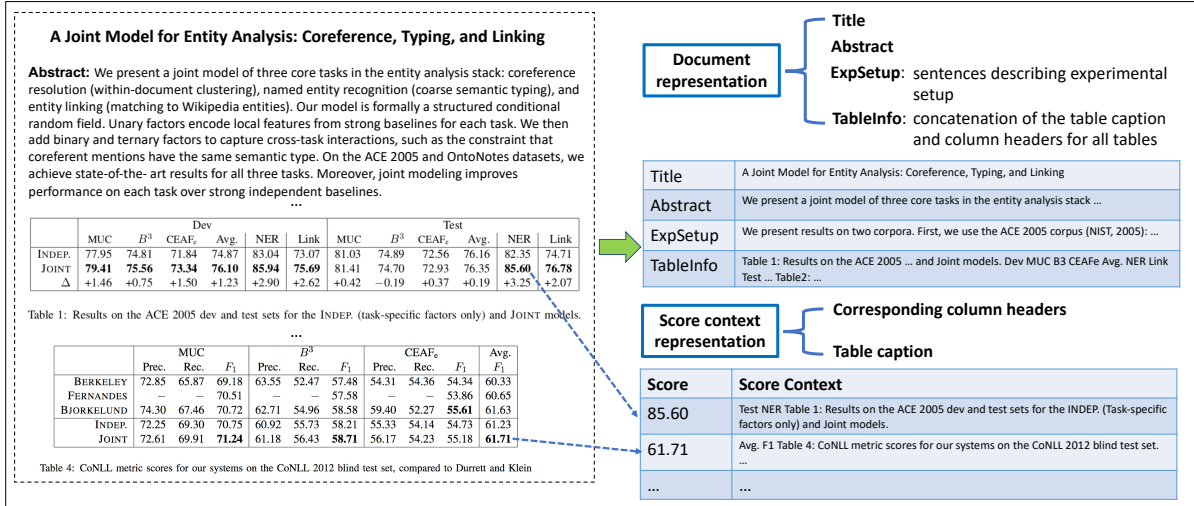 A Joint Model for Entity Analysis: Coreference, Typing, and Linking
Abstract: We present a joint model of three core tasks in the entity analysis stack: coreference
resolution (within-document clustering), named entity recognition (coarse semantic typing), and
entity linking (matching to Wikipedia entities). Our model is formally a structured conditional
random field. Unary factors encode local features from strong baselines for each task. We then
add binary and ternary factors to capture cross-task interactions, such as the constraint that
coreferent mentions have the same semantic type. On the ACE 2005 and OntoNotes datasets, we
achieve state-of-the- art results for all three tasks. Moreover, joint modeling improves
performance on each task over strong independent baselines.
...
Dev Test
MUC B³ CEAFe Avg. NER Link MUC B³ CEAFe Avg. NER Link
INDEP. 77.95 74.81 71.84 74.87 83.04 73.07 81.03 74.89 72.56 76.16 82.35 74.71
JOINT 79.41 75.56 73.34 76.10 85.94 75.69 81.41 74.70 72.93 76.35 85.60 76.78
Δ +1.46 +0.75 +1.50 +1.23 +2.90 +2.62 +0.42 −0.19 +0.37 +0.19 +3.25 +2.07
Table 1: Results on the ACE 2005 dev and test sets for the INDEP. (task-specific factors only) and JOINT models.
...
MUC B³ CEAFe Avg.
Prec. Rec. F1 Prec. Rec. F1 Prec. Rec. F1 F1
BERKELEY 72.85 65.87 69.18 63.55 52.47 57.48 54.31 54.36 54.34 60.33
FERNANDES − − 70.51 − − 57.58 − − 53.86 60.65
BJORKELUND 74.30 67.46 70.72 62.71 54.96 58.58 59.40 52.27 55.61 61.63
INDEP. 72.25 69.30 70.75 60.92 55.73 58.21 55.33 54.14 54.73 61.23
JOINT 72.61 69.91 71.24 61.18 56.43 58.71 56.17 54.23 55.18 61.71
Table 4: CoNLL metric scores for our systems on the CoNLL 2012 blind test set, compared to Durrett and Klein
Document
representation
Title
Abstract
ExpSetup: sentences describing experimental
setup
TableInfo: concatenation of the table caption
and column headers for all tables
Title A Joint Model for Entity Analysis: Coreference, Typing, and Linking
Abstract We present a joint model of three core tasks in the entity analysis stack ...
ExpSetup We present results on two corpora. First, we use the ACE 2005 corpus (NIST, 2005): ...
TableInfo Table 1: Results on the ACE 2005 ... and Joint models. Dev MUC B3 CEAFe Avg. NER Link
Test ... Table2: ...
Score context
representation
Corresponding column headers
Table caption
Score Score Context
85.60 Test NER Table 1: Results on the ACE 2005 dev and test sets for the INDEP. (Task-specific
factors only) and Joint models.
61.71 Avg. F1 Table 4: CoNLL metric scores for our systems on the CoNLL 2012 blind test set.
...
... ...